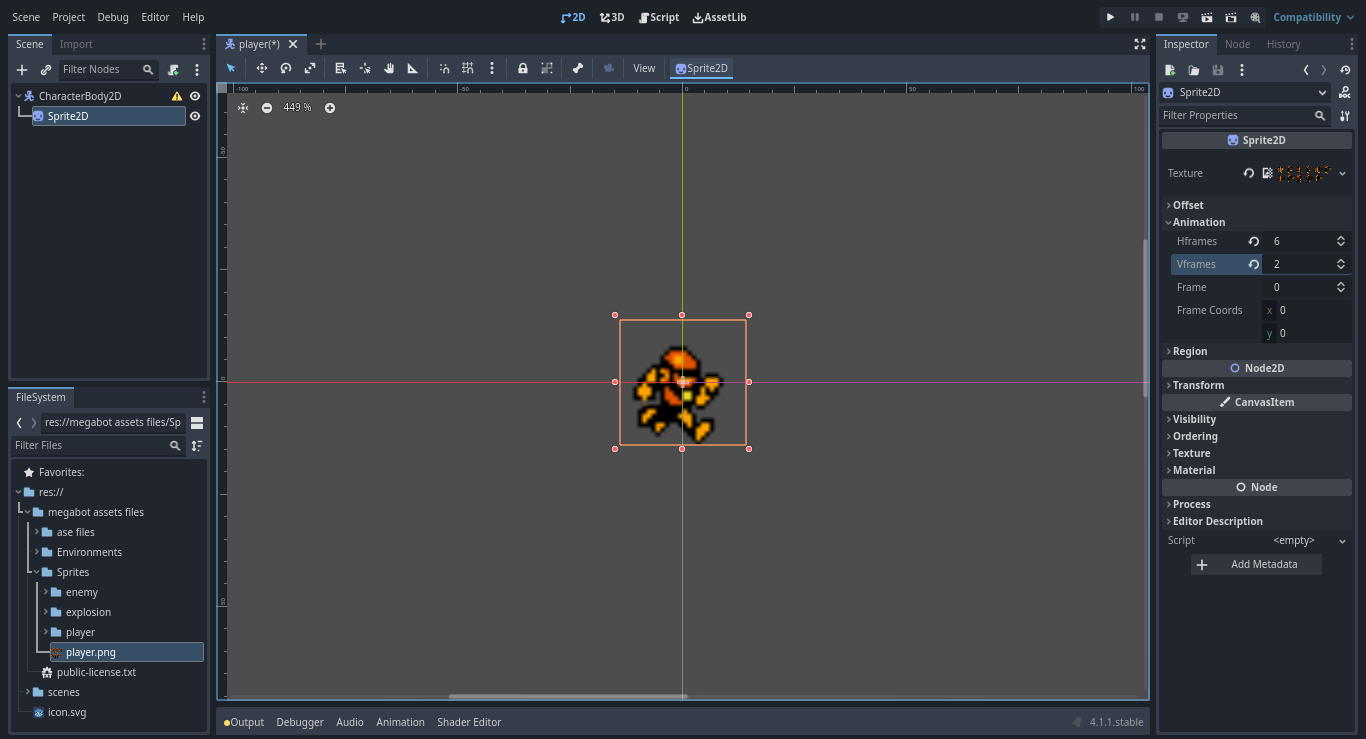 Scene Project Debug Editor Help
2D 3D Script AssetLib
Compatibility
Scene Import
Filter Nodes
CharacterBody2D
Sprite2D
FileSystem
res://megabot assets files/Sp
Filter Files
Favorites:
res://
megabot assets files
ase files
Environments
Sprites
enemy
explosion
player
player.png
public-license.txt
scenes
icon.svg
player(*)
View
Sprite2D
-100 -50 0 50 100
449 %
-50
0
50
Output Debugger Audio Animation Shader Editor
4.1.1.stable
Inspector Node History
Sprite2D
Filter Properties
Sprite2D
Texture
Offset
Animation
Hframes 6
Vframes 2
Frame 0
Frame Coords x 0
y 0
Region
Node2D
Transform
CanvasItem
Visibility
Ordering
Texture
Material
Node
Process
Editor Description
Script <empty>
Add Metadata